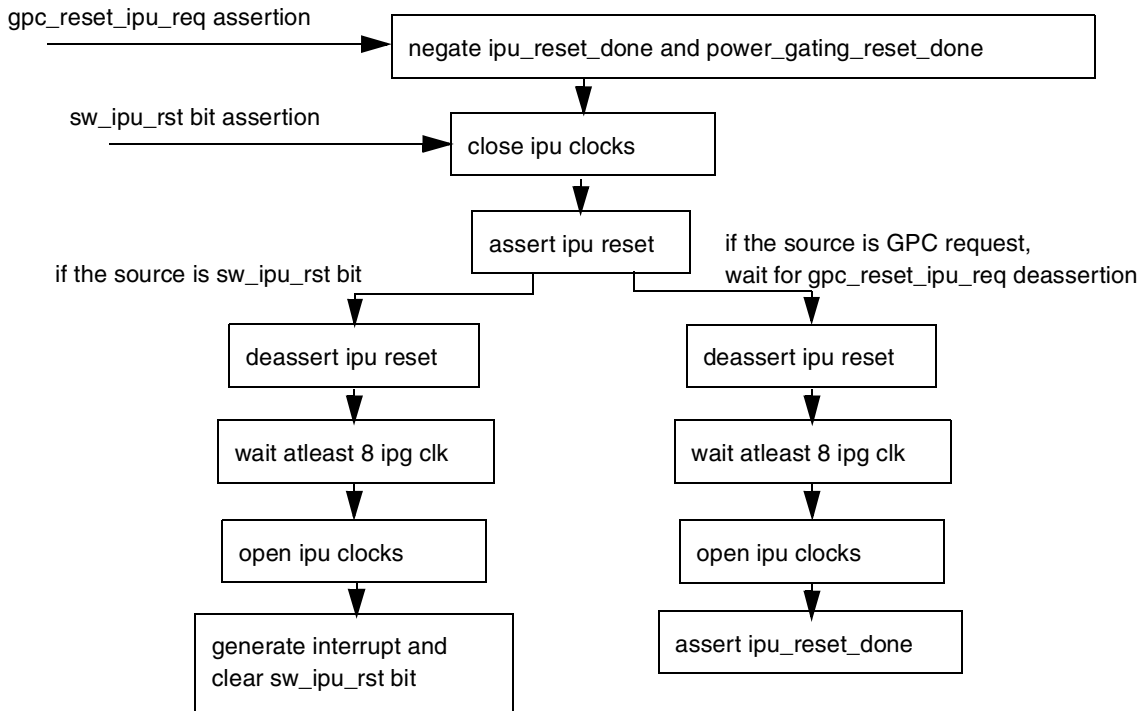 gpc_reset_ipu_req assertion
negate ipu_reset_done and power_gating_reset_done
sw_ipu_rst bit assertion
close ipu clocks
assert ipu reset
if the source is GPC request,
wait for gpc_reset_ipu_req deassertion
if the source is sw_ipu_rst bit
deassert ipu reset
deassert ipu reset
wait atleast 8 ipg clk
wait atleast 8 ipg clk
open ipu clocks
open ipu clocks
generate interrupt and
clear sw_ipu_rst bit
assert ipu_reset_done